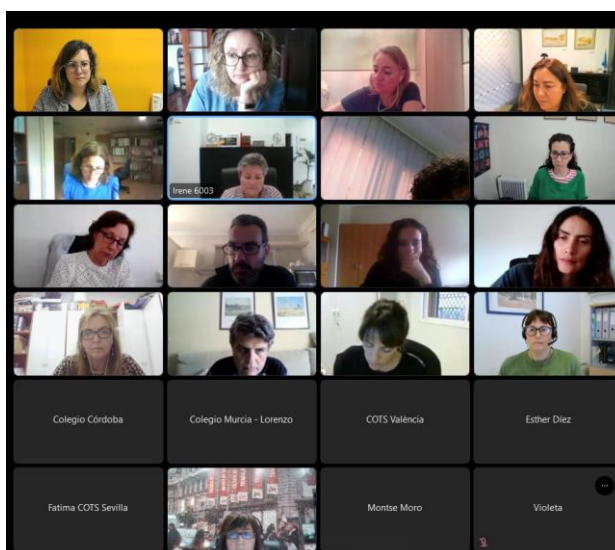 Irene 6003
Colegio Córdoba
Colegio Murcia - Lorenzo
COTS València
Esther Díez
Fatima COTS Sevilla
Montse Moro
Violeta